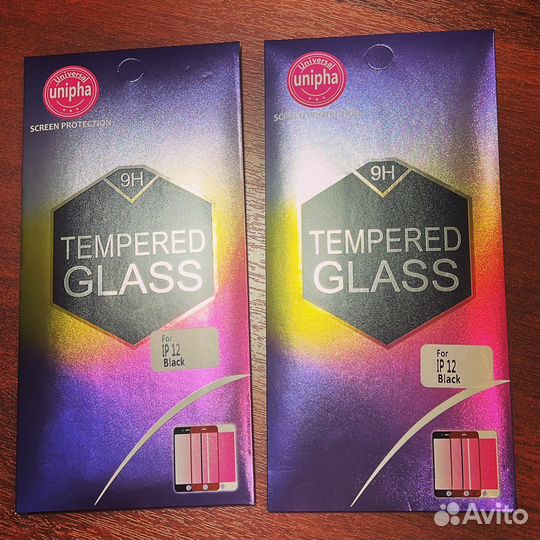 Universal
unipha
SCREEN PROTECTION
9H
TEMPERED
GLASS
For
IP 12
Black
Universal
unipha
SCREEN PROTECTION
9H
TEMPERED
GLASS
For
IP 12
Black
Avito